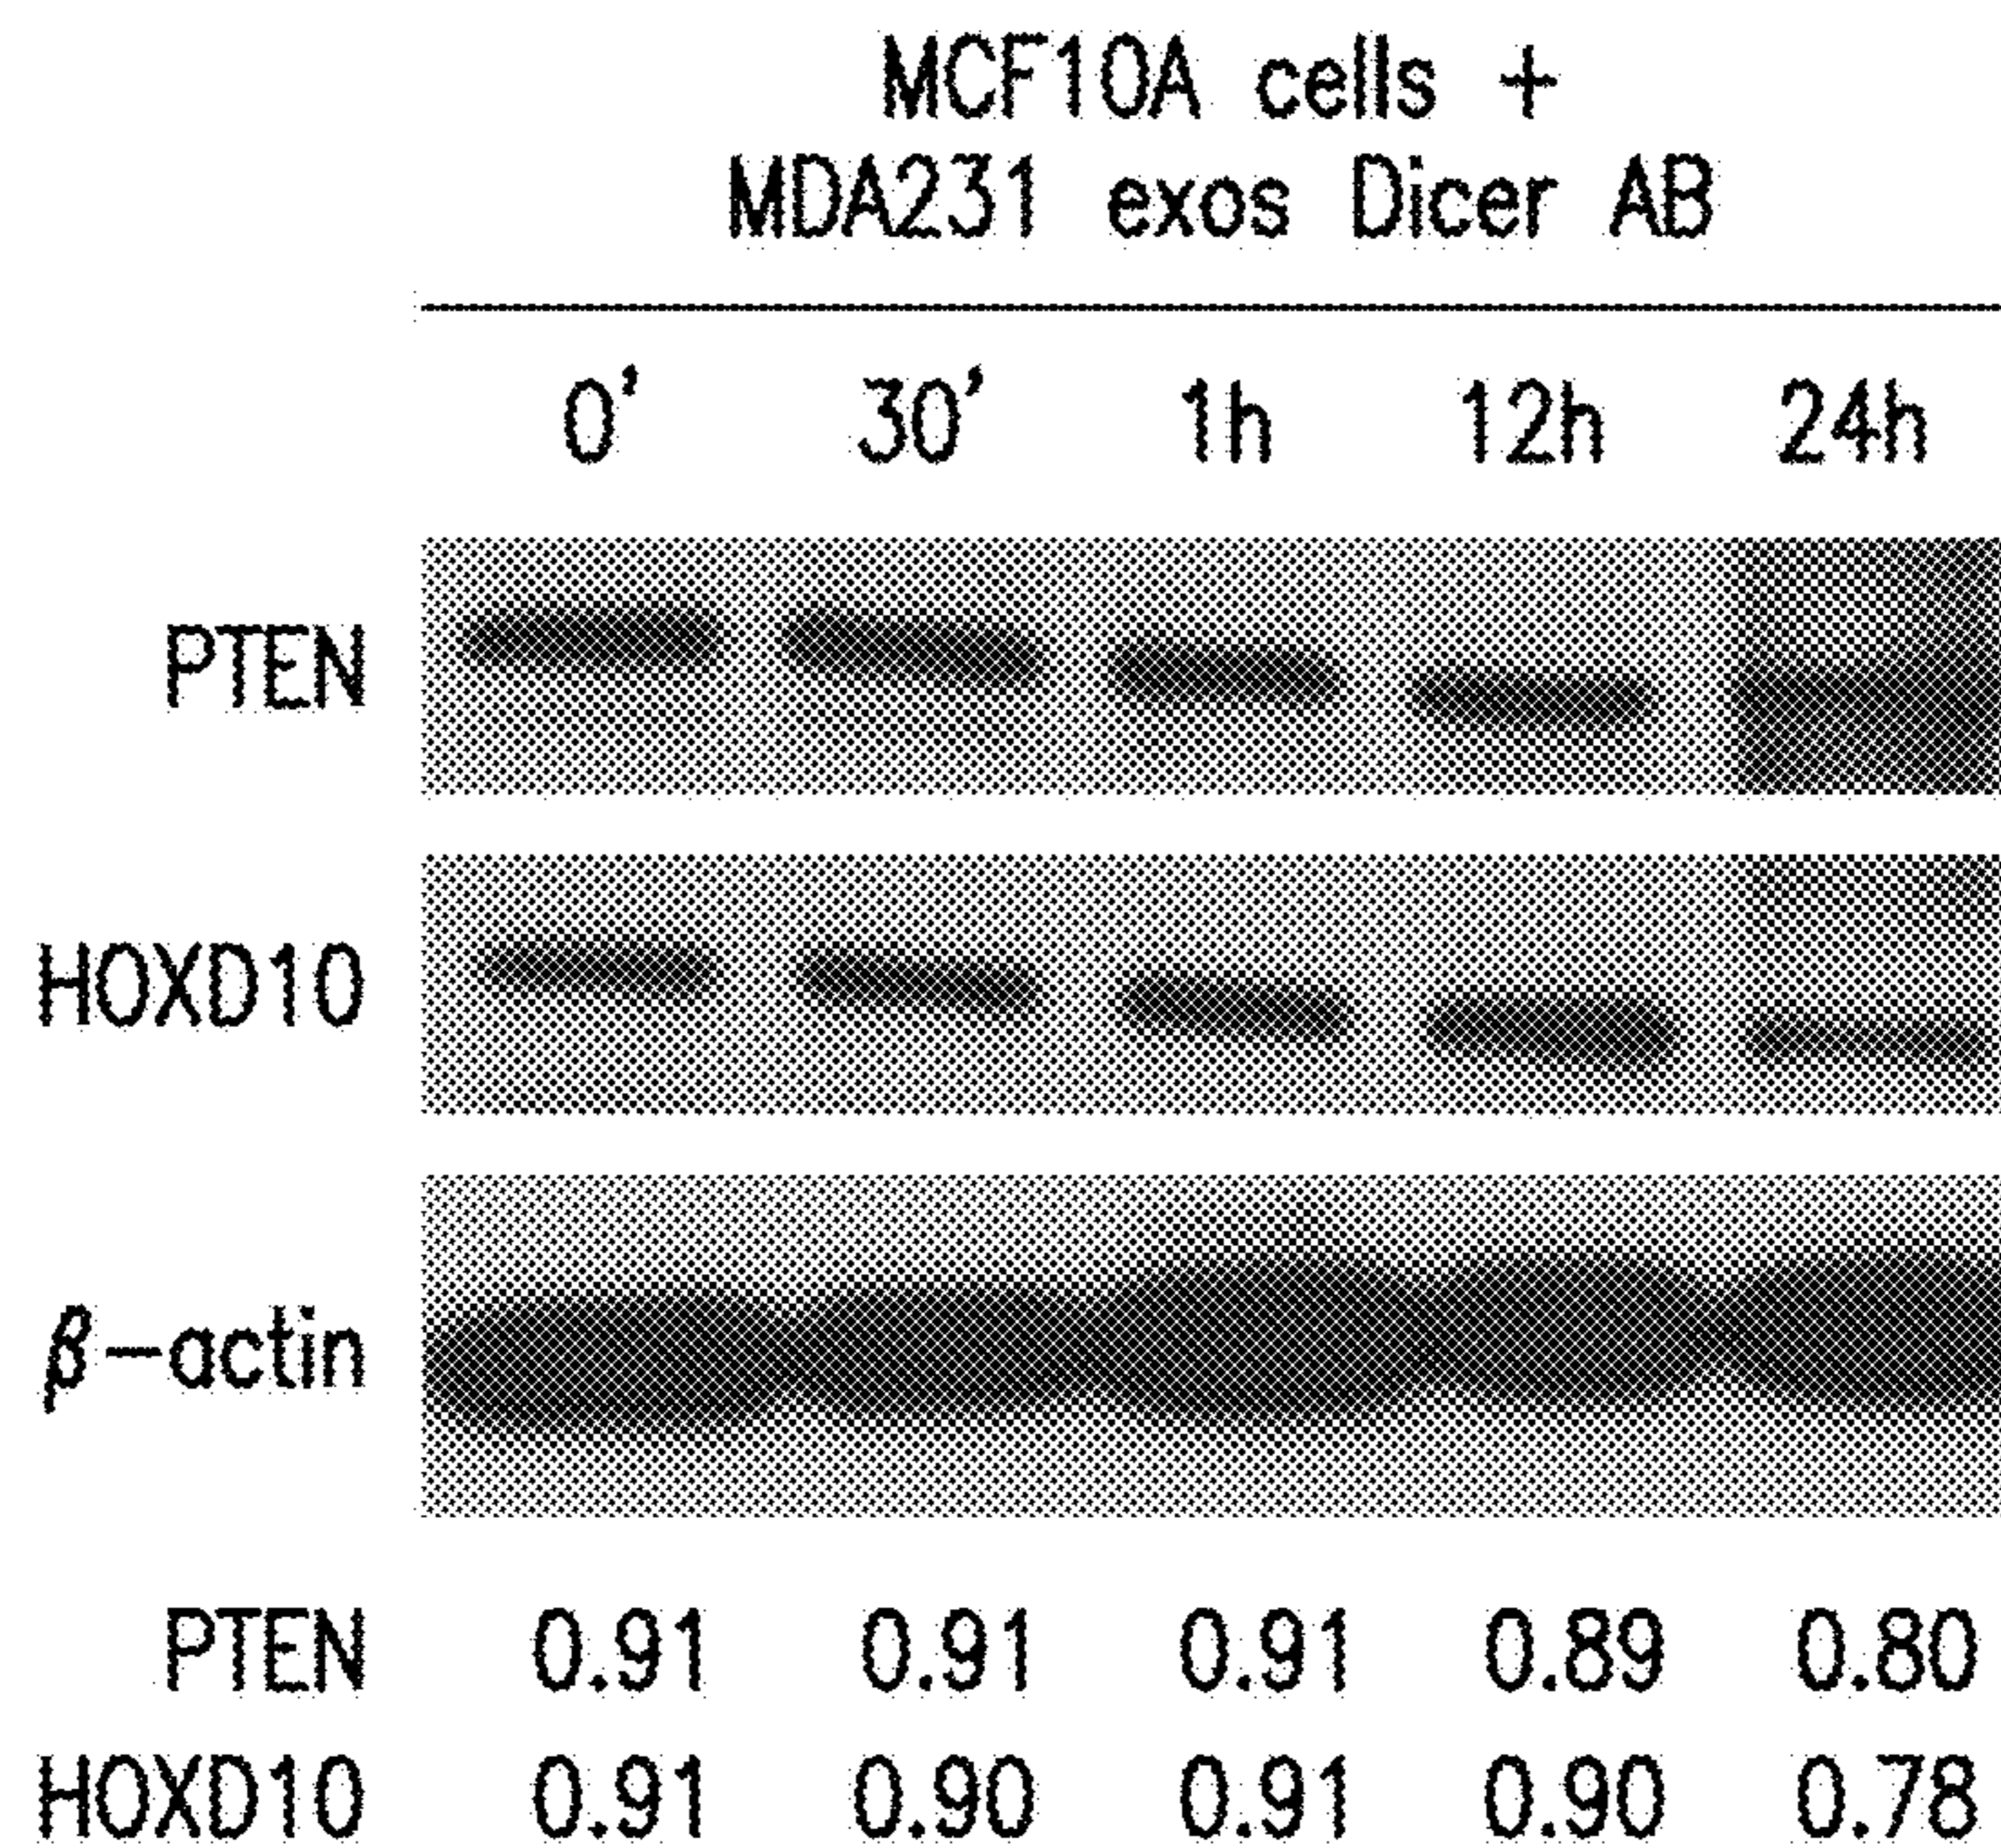 MCF10A cells +
MDA231 exos Dicer AB
0' 30' 1h 12h 24h
PTEN
HOXD10
β-actin
PTEN 0.91 0.91 0.91 0.89 0.80
HOXD10 0.91 0.90 0.91 0.90 0.78